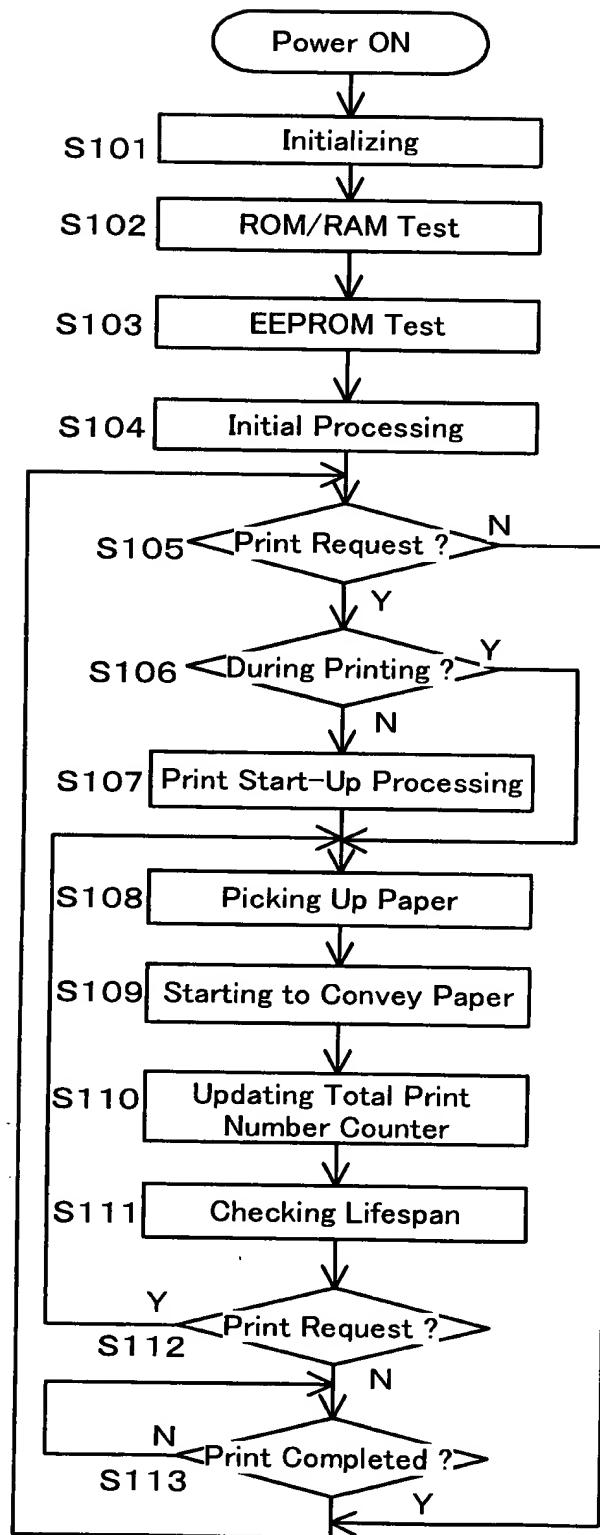 Power ON
S101
Initializing
S102
ROM/RAM Test
S103
EEPROM Test
S104
Initial Processing
S105
Print Request ?
N
Y
S106
During Printing ?
Y
N
S107
Print Start-Up Processing
S108
Picking Up Paper
S109
Starting to Convey Paper
S110
Updating Total Print
Number Counter
S111
Checking Lifespan
Y
S112
Print Request ?
N
N
S113
Print Completed ?
Y